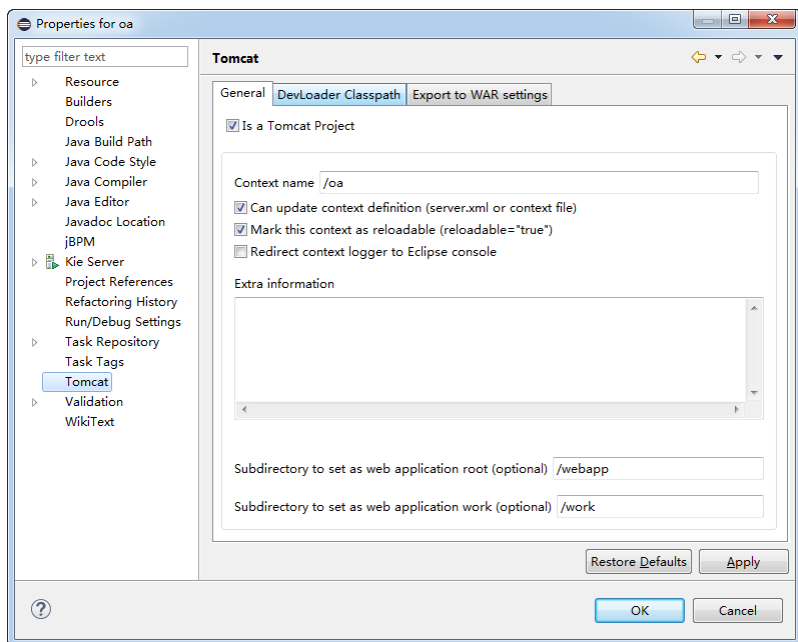 Properties for oa
type filter text
Resource
Builders
Drools
Java Build Path
Java Code Style
Java Compiler
Java Editor
Javadoc Location
jBPM
Kie Server
Project References
Refactoring History
Run/Debug Settings
Task Repository
Task Tags
Tomcat
Validation
WikiText
Tomcat
General DevLoader Classpath Export to WAR settings
Is a Tomcat Project
Context name /oa
Can update context definition (server.xml or context file)
Mark this context as reloadable (reloadable="true")
Redirect context logger to Eclipse console
Extra information
Subdirectory to set as web application root (optional) /webapp
Subdirectory to set as web application work (optional) /work
Restore Defaults Apply
? OK Cancel